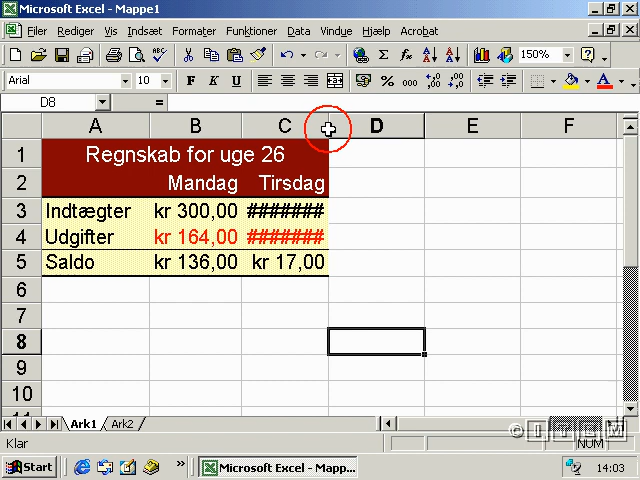 Microsoft Excel - Mappe1
Filer Rediger Vis Indsæt Formater Funktioner Data Vindue Hjælp Acrobat
150%
Arial 10 F K U % 000
D8 =
A B C D E F
1 Regnskab for uge 26
2 Mandag Tirsdag
3 Indtægter kr 300,00 #######
4 Udgifter kr 164,00 #######
5 Saldo kr 136,00 kr 17,00
6
7
8
9
10
Ark1 Ark2
Klar NUM
Start Microsoft Excel - Mapp... 14:03